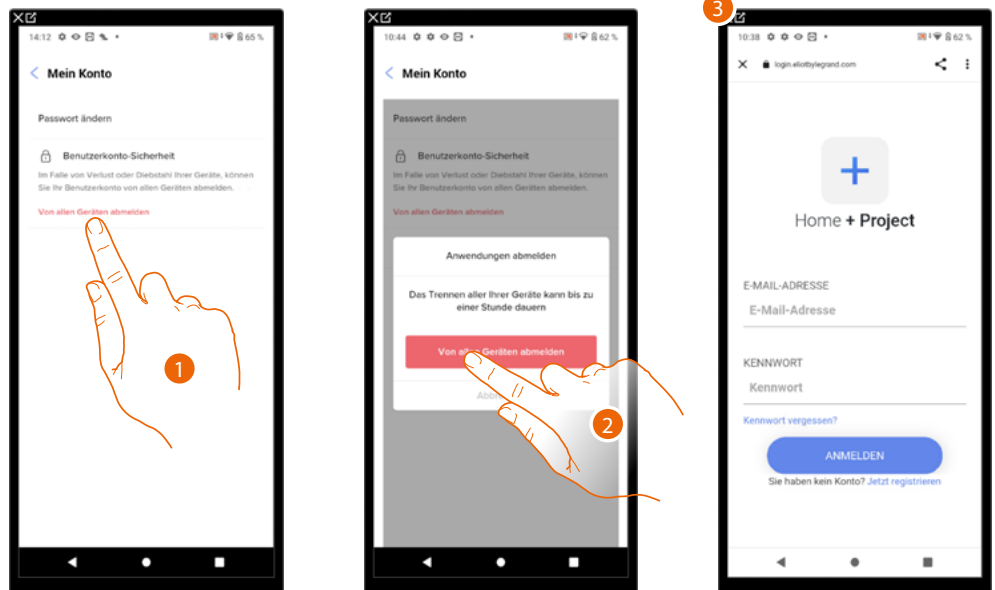 14:12
65 %
Mein Konto
Passwort ändern
Benutzerkonto-Sicherheit
Im Falle von Verlust oder Diebstahl Ihrer Geräte, können
Sie Ihr Benutzerkonto von allen Geräten abmelden.
Von allen Geräten abmelden
1
10:44
62 %
Mein Konto
Passwort ändern
Benutzerkonto-Sicherheit
Im Falle von Verlust oder Diebstahl Ihrer Geräte, können
Sie Ihr Benutzerkonto von allen Geräten abmelden.
Von allen Geräten abmelden
Anwendungen abmelden
Das Trennen aller Ihrer Geräte kann bis zu
einer Stunde dauern
Von allen Geräten abmelden
2
3
10:38
62 %
login.eliotbylegrand.com
Home + Project
E-MAIL-ADRESSE
E-Mail-Adresse
KENNWORT
Kennwort
Kennwort vergessen?
ANMELDEN
Sie haben kein Konto? Jetzt registrieren